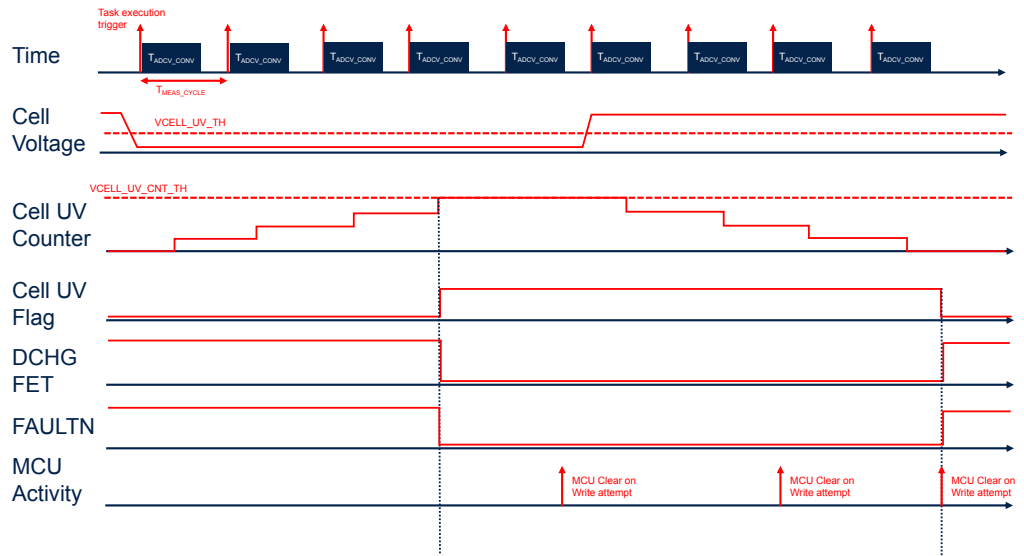 Task execution
trigger
Time
TADCV_CONV TADCV_CONV TADCV_CONV TADCV_CONV TADCV_CONV TADCV_CONV TADCV_CONV TADCV_CONV TADCV_CONV
TMEAS_CYCLE
Cell
Voltage
VCELL_UV_TH
VCELL_UV_CNT_TH
Cell UV
Counter
Cell UV
Flag
DCHG
FET
FAULTN
MCU
Activity
MCU Clear on
Write attempt
MCU Clear on
Write attempt
MCU Clear on
Write attempt